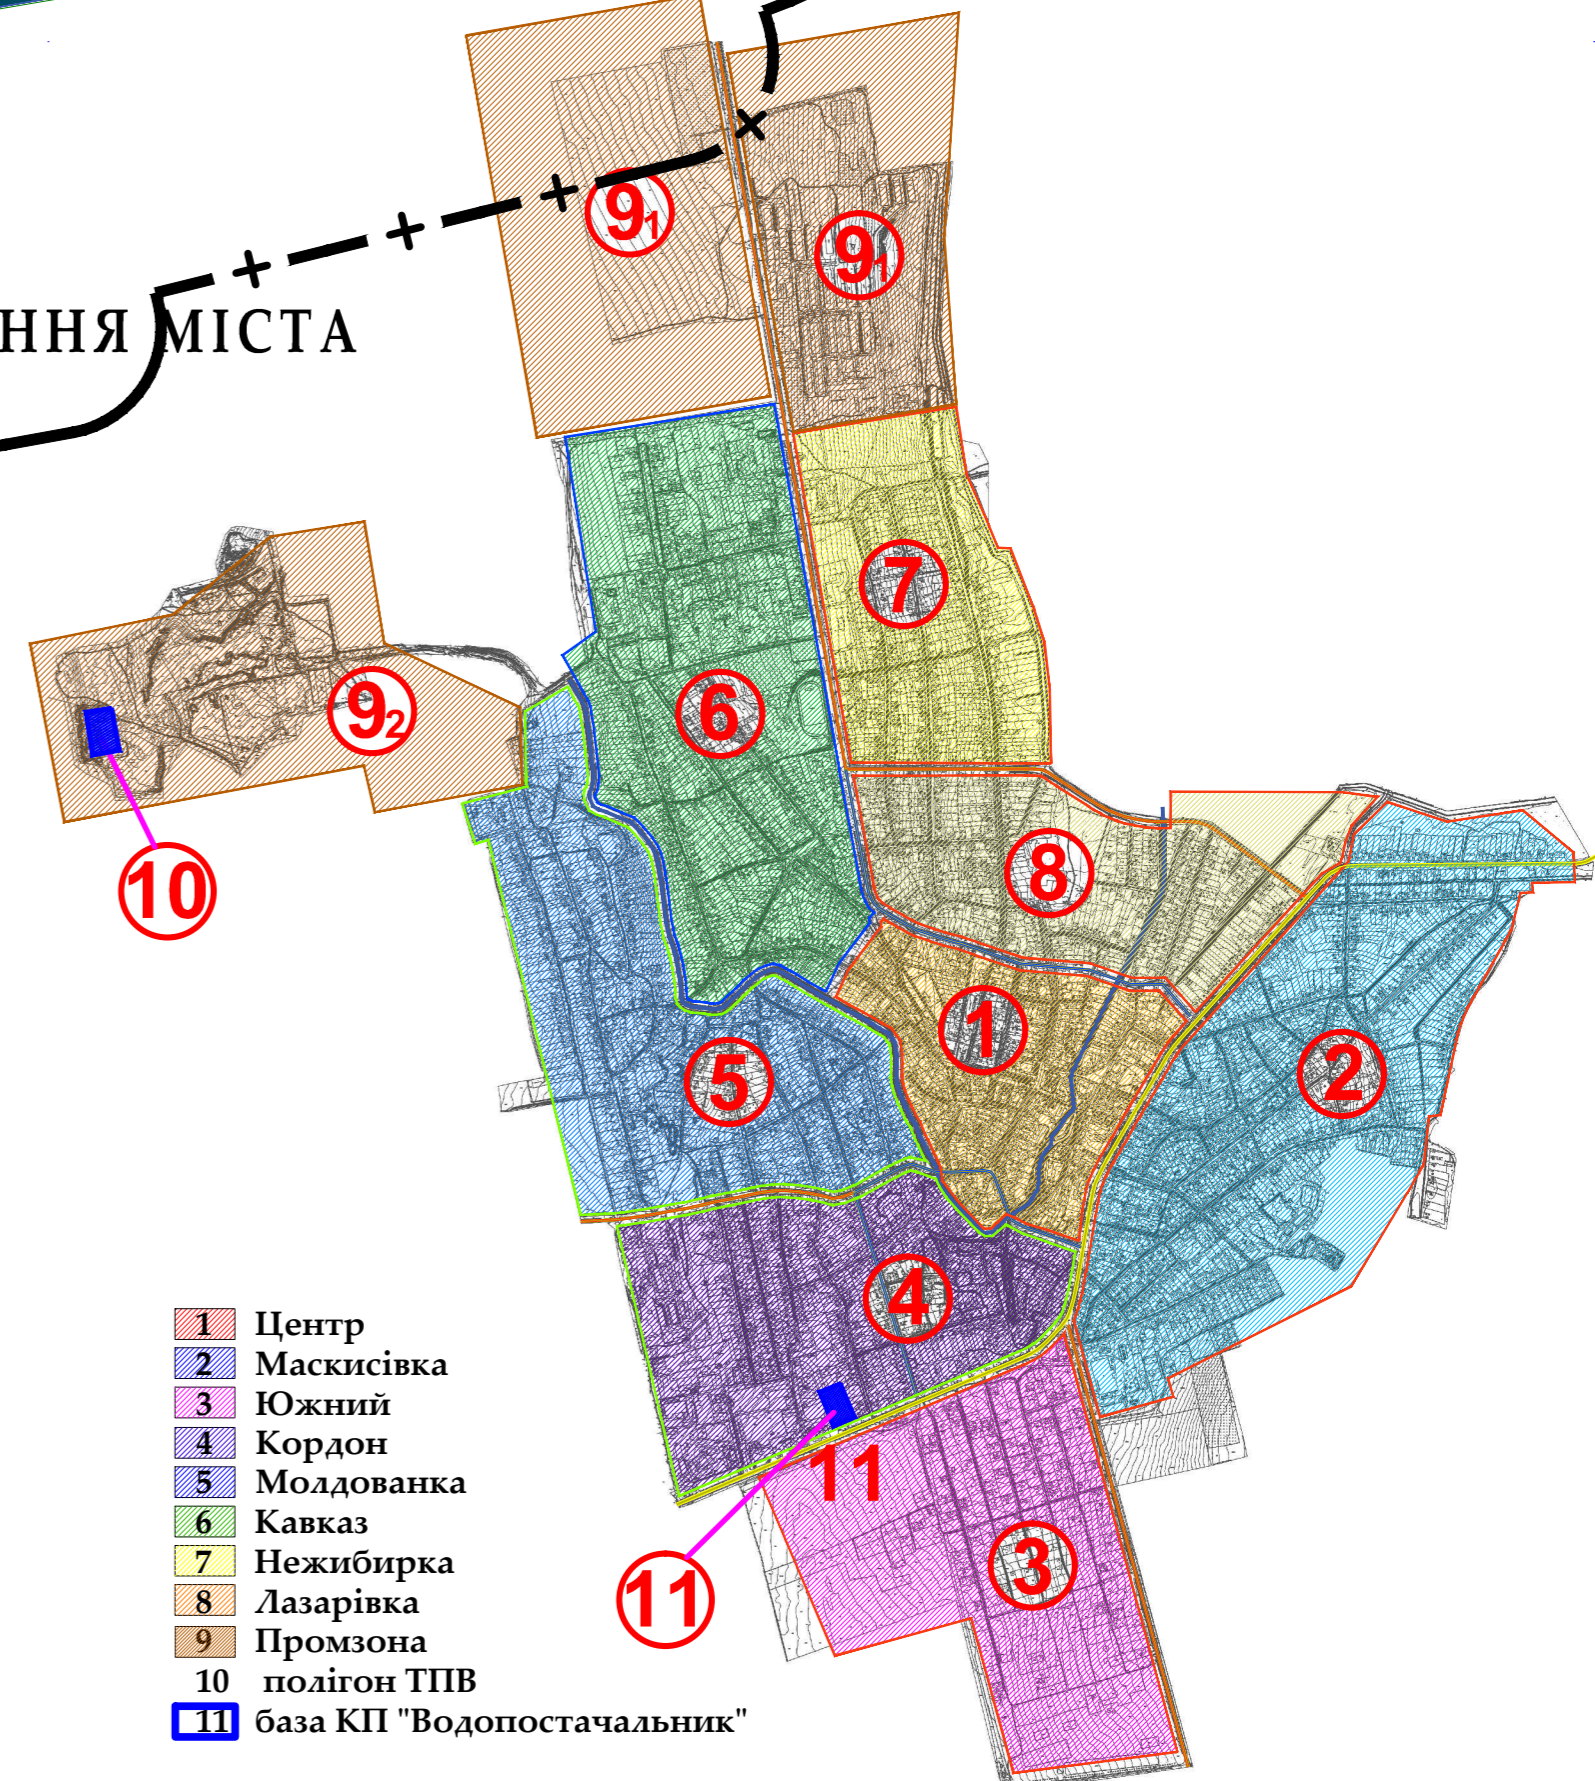 9₁
9₁
ННЯ МІСТА
7
6
9₂
8
10
1
2
5
4
11
3
11
1 Центр
2 Маскисівка
3 Южний
4 Кордон
5 Молдованка
6 Кавказ
7 Нежибирка
8 Лазарівка
9 Промзона
10 полігон ТПВ
11 база КП "Водопостачальник"